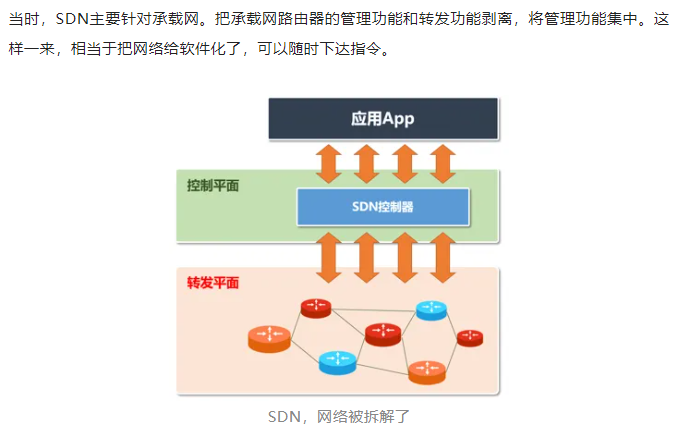 当时，SDN主要针对承载网。把承载网路由器的管理功能和转发功能剥离，将管理功能集中。这
样一来，相当于把网络给软件化了，可以随时下达指令。
应用App
控制平面
SDN控制器
转发平面
SDN，网络被拆解了